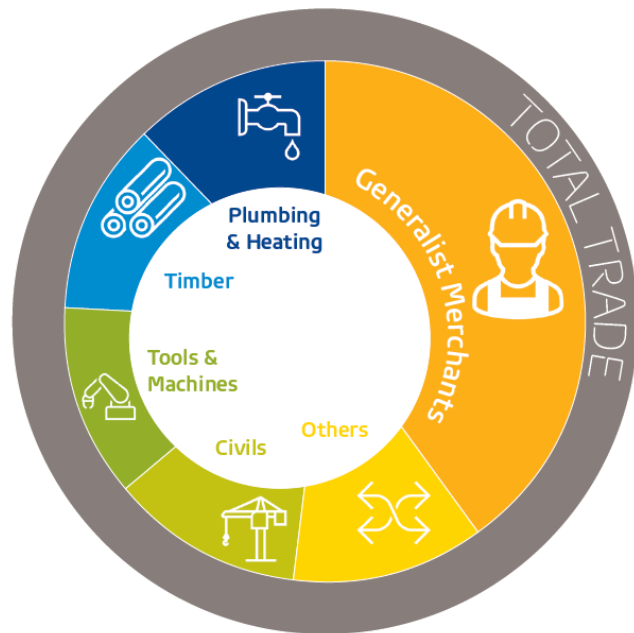 TOTAL TRADE
Generalist Merchants
Plumbing
& Heating
Timber
Tools &
Machines
Others
Civils